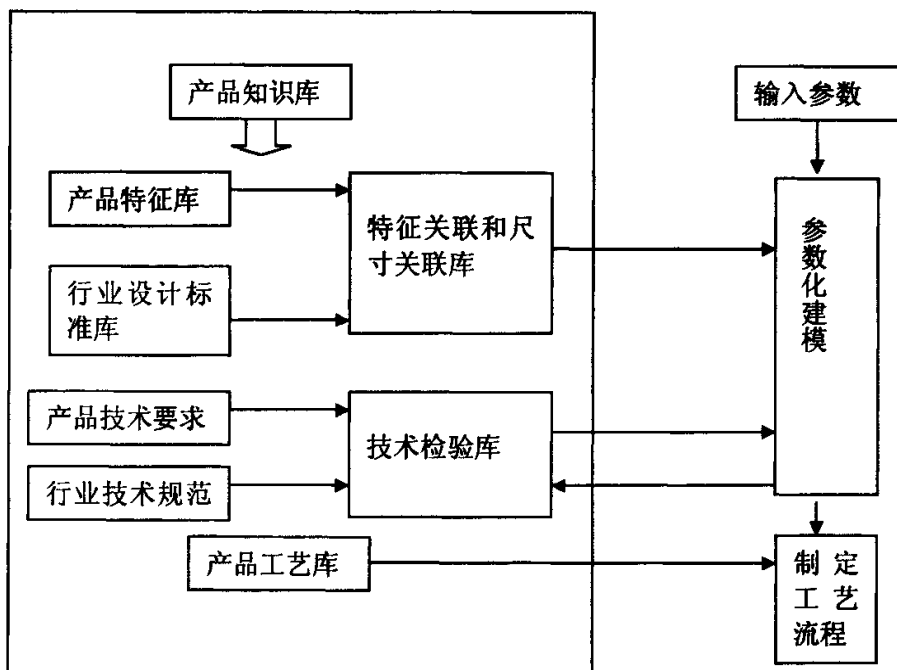 产品知识库
输入参数
产品特征库
特征关联和尺
寸关联库
行业设计标
准库
参数化建模
产品技术要求
技术检验库
行业技术规范
产品工艺库
制定
工艺
流程